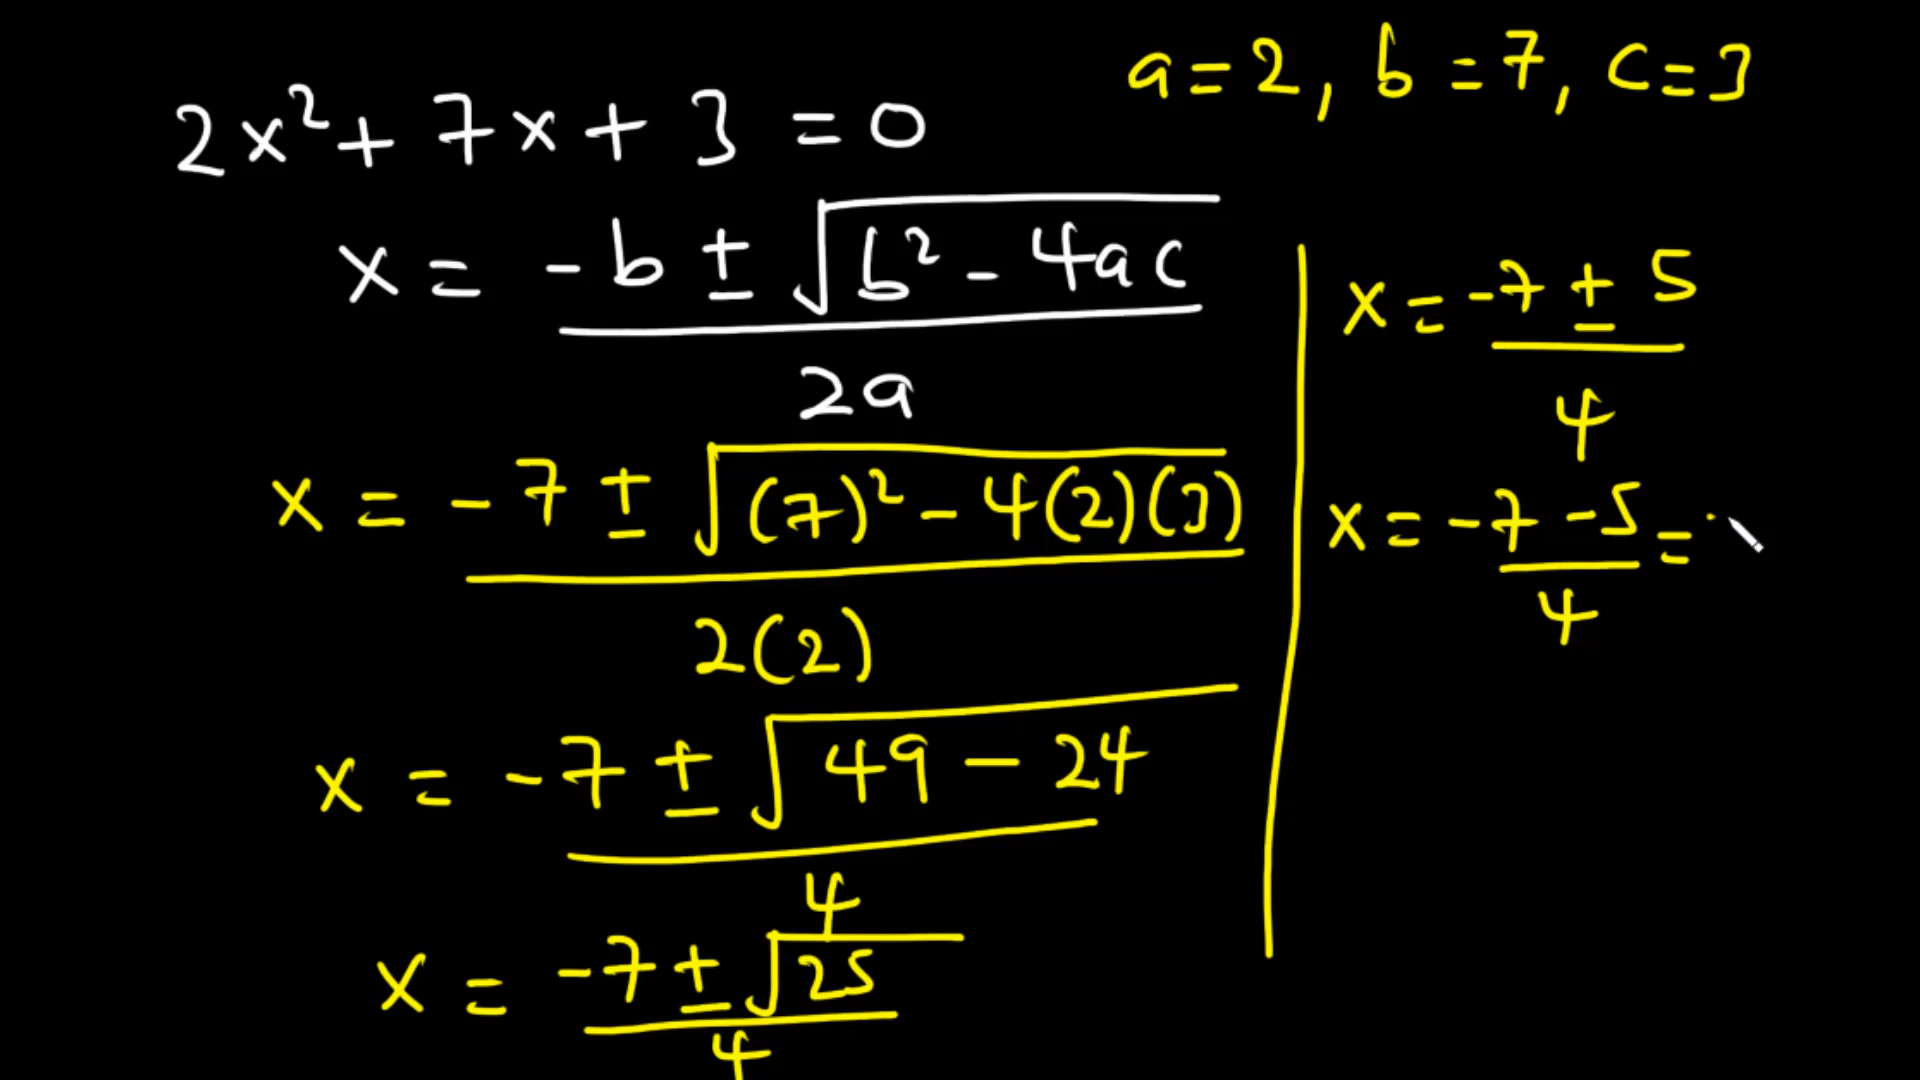 a=2, b=7, c=3
2x²+7x+3=0
x = -b ± √(b² - 4ac)
2a
x = -7 ± √((7)² - 4(2)(3))
2(2)
x = -7 ± √(49 - 24)
4
x = -7 ± √25
4
x = -7 ± 5
4
x = -7 - 5 =
4